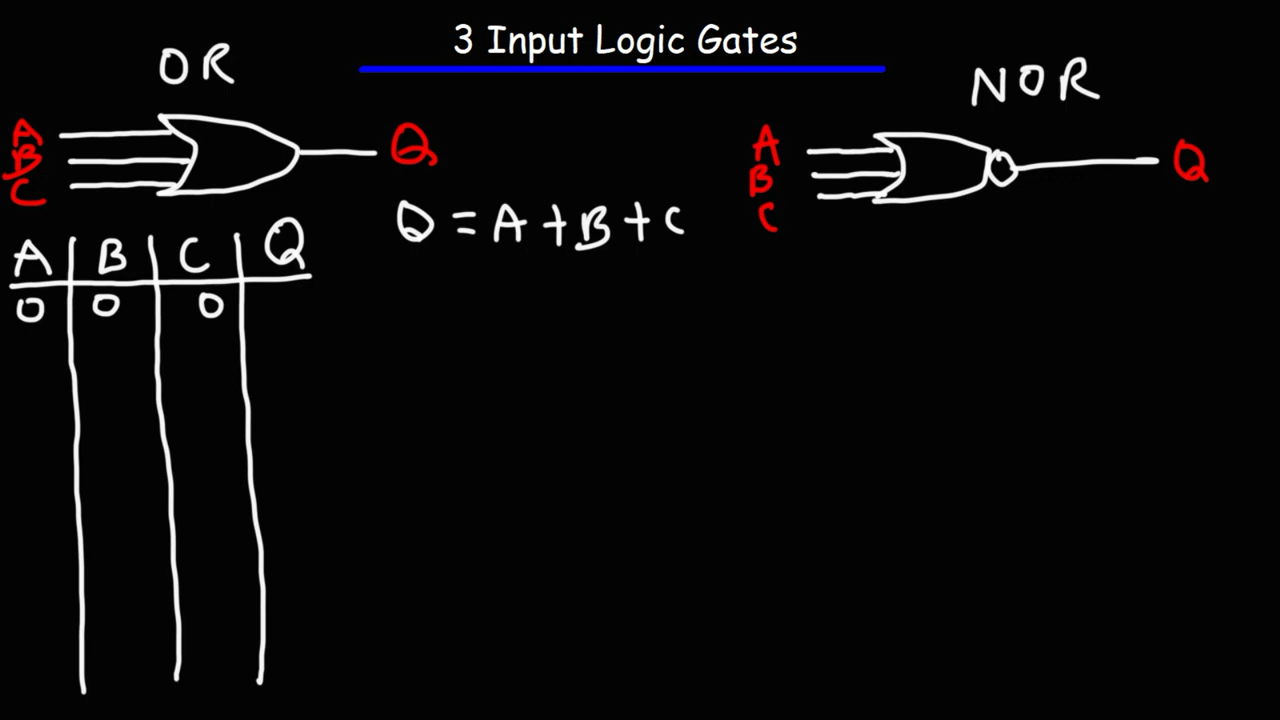 3 Input Logic Gates
OR
NOR
A
B
C
Q
A
B
C
Q
Q = A + B + C
A B C Q
0 0 0